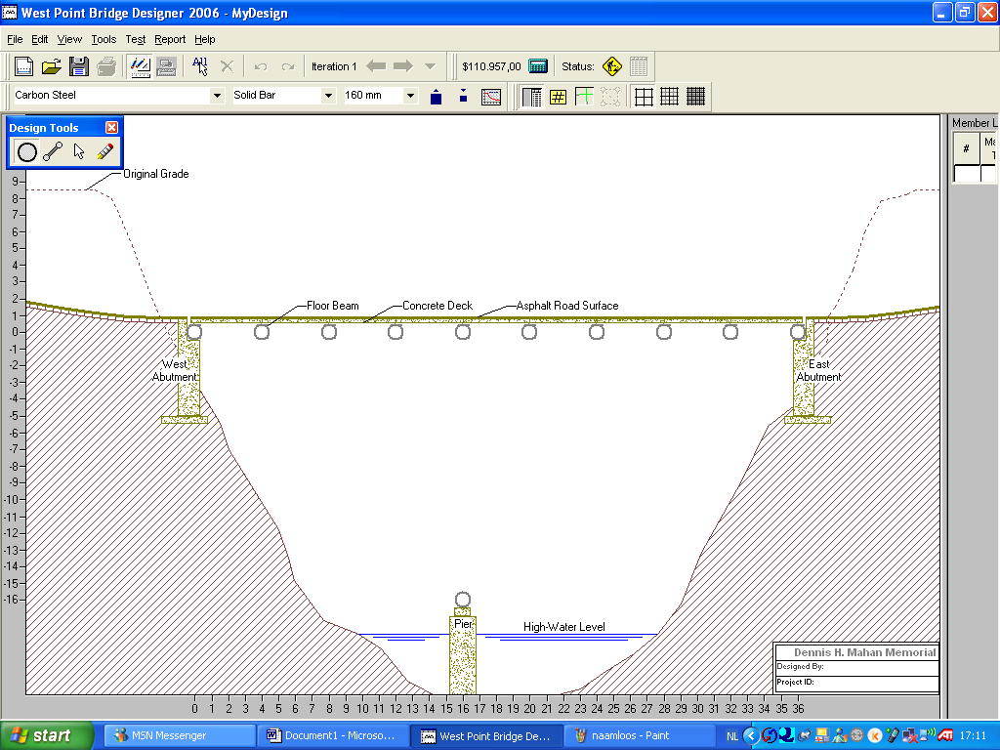 West Point Bridge Designer 2006 - MyDesign
File Edit View Tools Test Report Help
Iteration 1 $110.957,00 Status:
Carbon Steel Solid Bar 160 mm
Design Tools
Member L
# Ma
T
Original Grade
9
8
7
6
5
4
3
2
1
0
-1
-2
-3
-4
-5
-6
-7
-8
-9
-10
-11
-12
-13
-14
-15
-16
Floor Beam Concrete Deck Asphalt Road Surface
West
Abutment
East
Abutment
High-Water Level
Pier
Dennis H. Mahan Memorial
Designed By:
Project ID:
0 1 2 3 4 5 6 7 8 9 10 11 12 13 14 15 16 17 18 19 20 21 22 23 24 25 26 27 28 29 30 31 32 33 34 35 36
start MSN Messenger Document1 - Microso... West Point Bridge De... naamloos - Paint NL 17:11